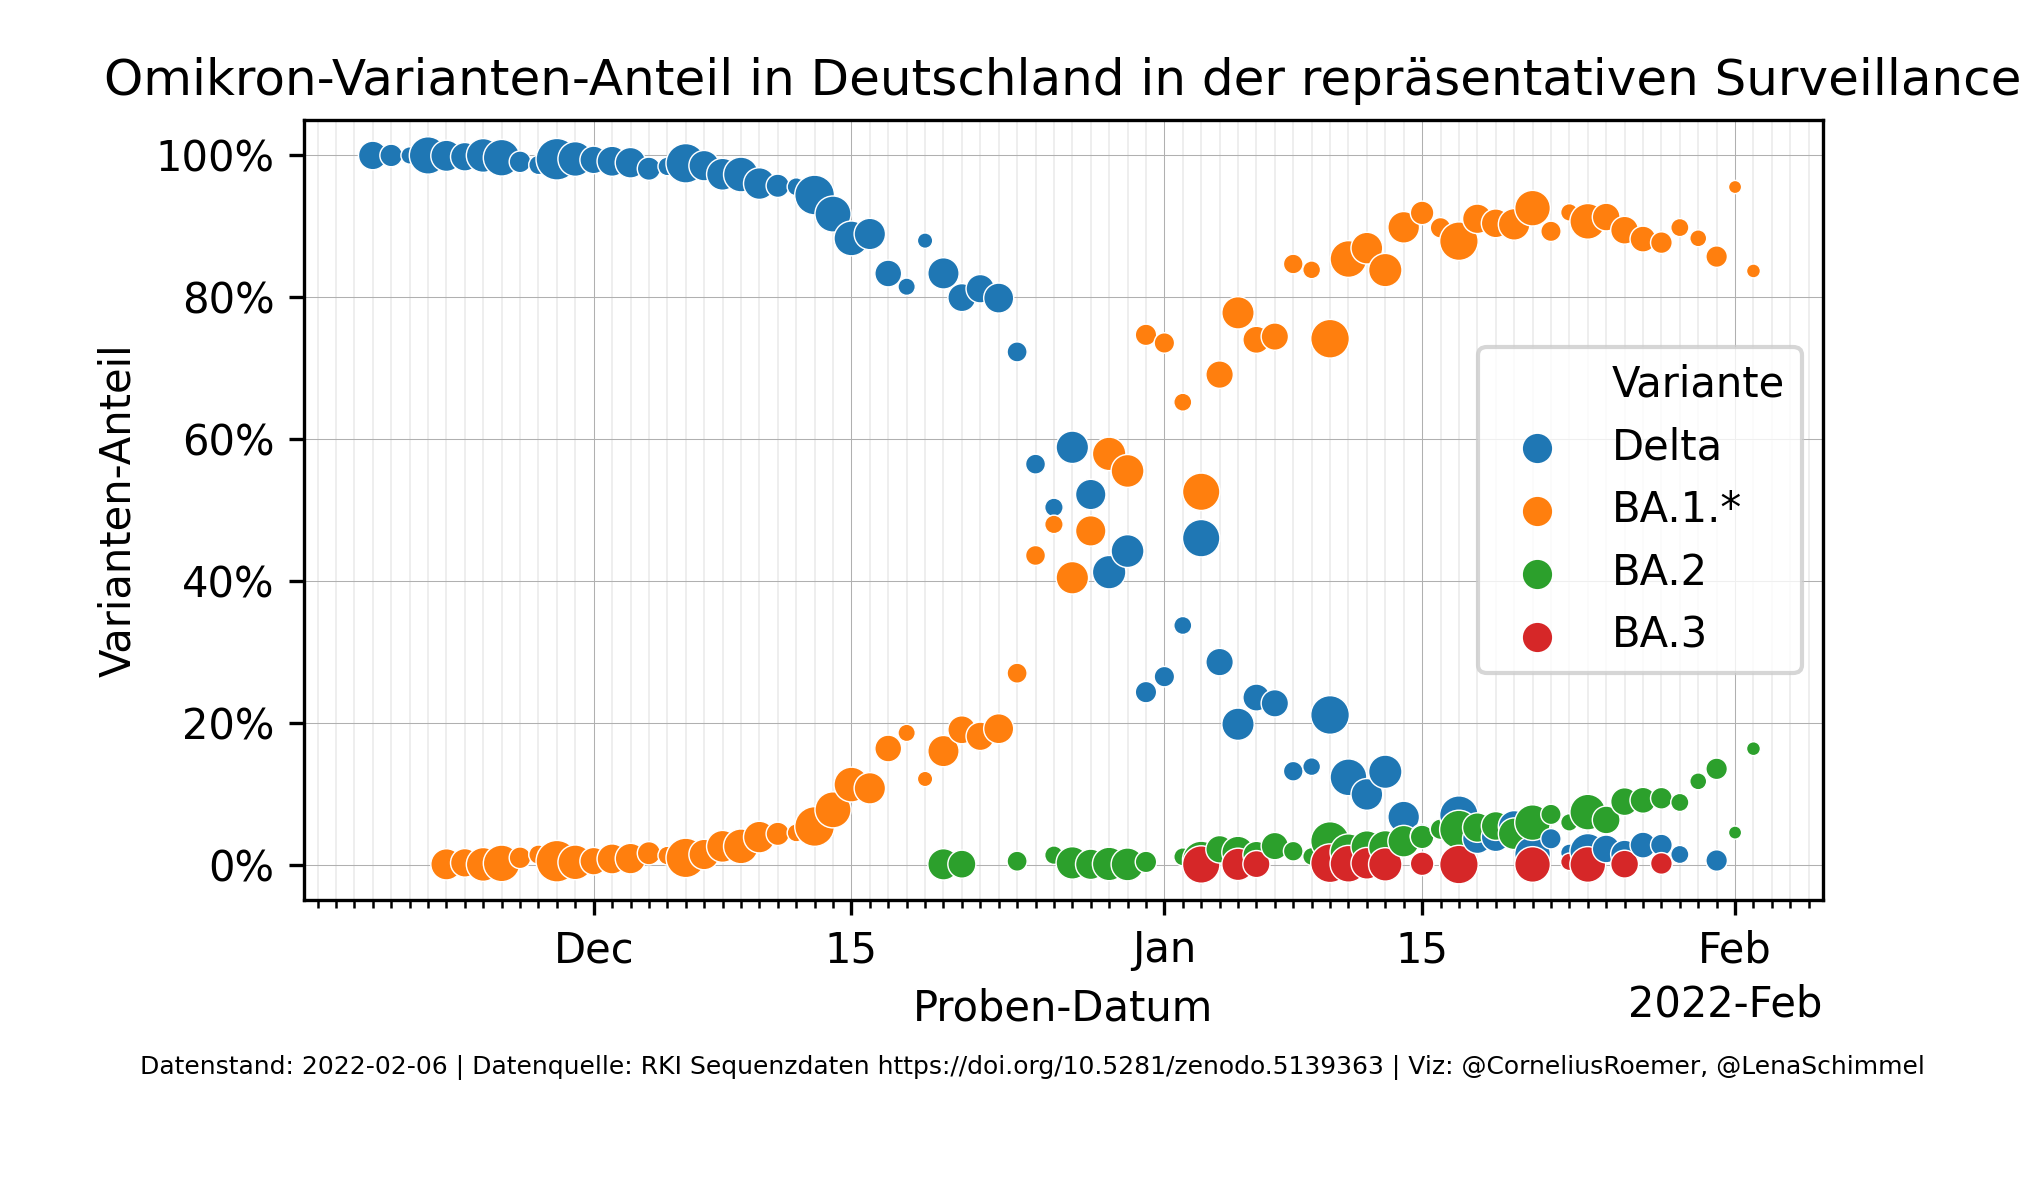 Omikron-Varianten-Anteil in Deutschland in der repräsentativen Surveillance
Varianten-Anteil
100%
80%
60%
40%
20%
0%
Variante
Delta
BA.1.*
BA.2
BA.3
Dec
15
Jan
15
Feb
Proben-Datum
2022-Feb
Datenstand: 2022-02-06 | Datenquelle: RKI Sequenzdaten https://doi.org/10.5281/zenodo.5139363 | Viz: @CorneliusRoemer, @LenaSchimmel